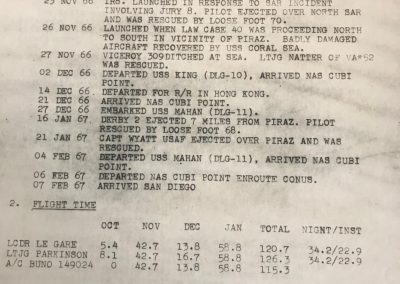 25 NOV 66 1RS. LAUNCHED IN RESPONSE TO SAR INCIDENT
INVOLVING JURY 8. PILOT EJECTED OVER NORTH SAR
AND WAS RESCUED BY LOOSE FOOT 70.
26 NOV 66 LAUNCHED WHEN LAW CASE 40 WAS PROCEEDING NORTH
TO SOUTH IN VICINITY OF PIRAZ. BADLY DAMAGED
AIRCRAFT RECOVERED BY USS CORAL SEA.
27 NOV 66 VICEROY 309DITCHED AT SEA. LTJG NATTER OF VA*52
WAS RESCUED.
02 DEC 66 DEPARTED USS KING (DLG-10), ARRIVED NAS CUBI
POINT.
14 DEC 66 DEPARTED FOR R/R IN HONG KONG.
21 DEC 66 ARRIVED NAS CUBI POINT.
27 DEC 66 EMBARKED USS MAHAN (DLG-11).
16 JAN 67 DERBY 2 EJECTED 7 MILES FROM PIRAZ. PILOT
RESCUED BY LOOSE FOOT 68.
21 JAN 67 CAPT WYATT USAF EJECTED OVER PIRAZ AND WAS
RESCUED.
04 FEB 67 DEPARTED USS MAHAN (DLG-11), ARRIVED NAS CUBI
POINT.
06 FEB 67 DEPARTED NAS CUBI POINT ENROUTE CONUS.
07 FEB 67 ARRIVED SAN DIEGO
2. FLIGHT TIME
OCT NOV DEC JAN TOTAL NIGNT/INST
LCDR LE GARE 5.4 42.7 13.8 58.8 120.7 34.2/22.9
LTJG PARKINSON 8.1 42.7 16.7 58.8 126.3 34.2/22.9
A/C BUNO 149024 0 42.7 13.8 58.8 115.3